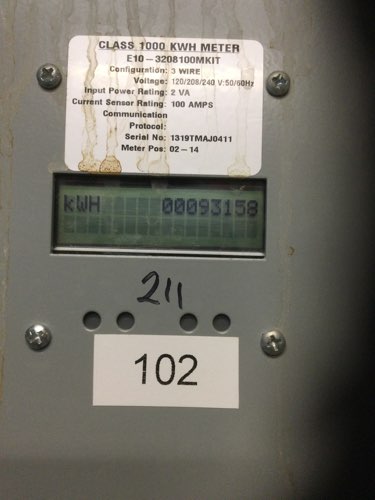 CLASS 1000 KWH METER
E10-3208100MKIT
Configuration: 3 WIRE
Voltage: 120/208/240 V:50/60Hz
Input Power Rating: 2 VA
Current Sensor Rating: 100 AMPS
Communication
Protocol:
Serial No: 1319TMAJ0411
Meter Pos: 02-14
kWH 00093158
211
102